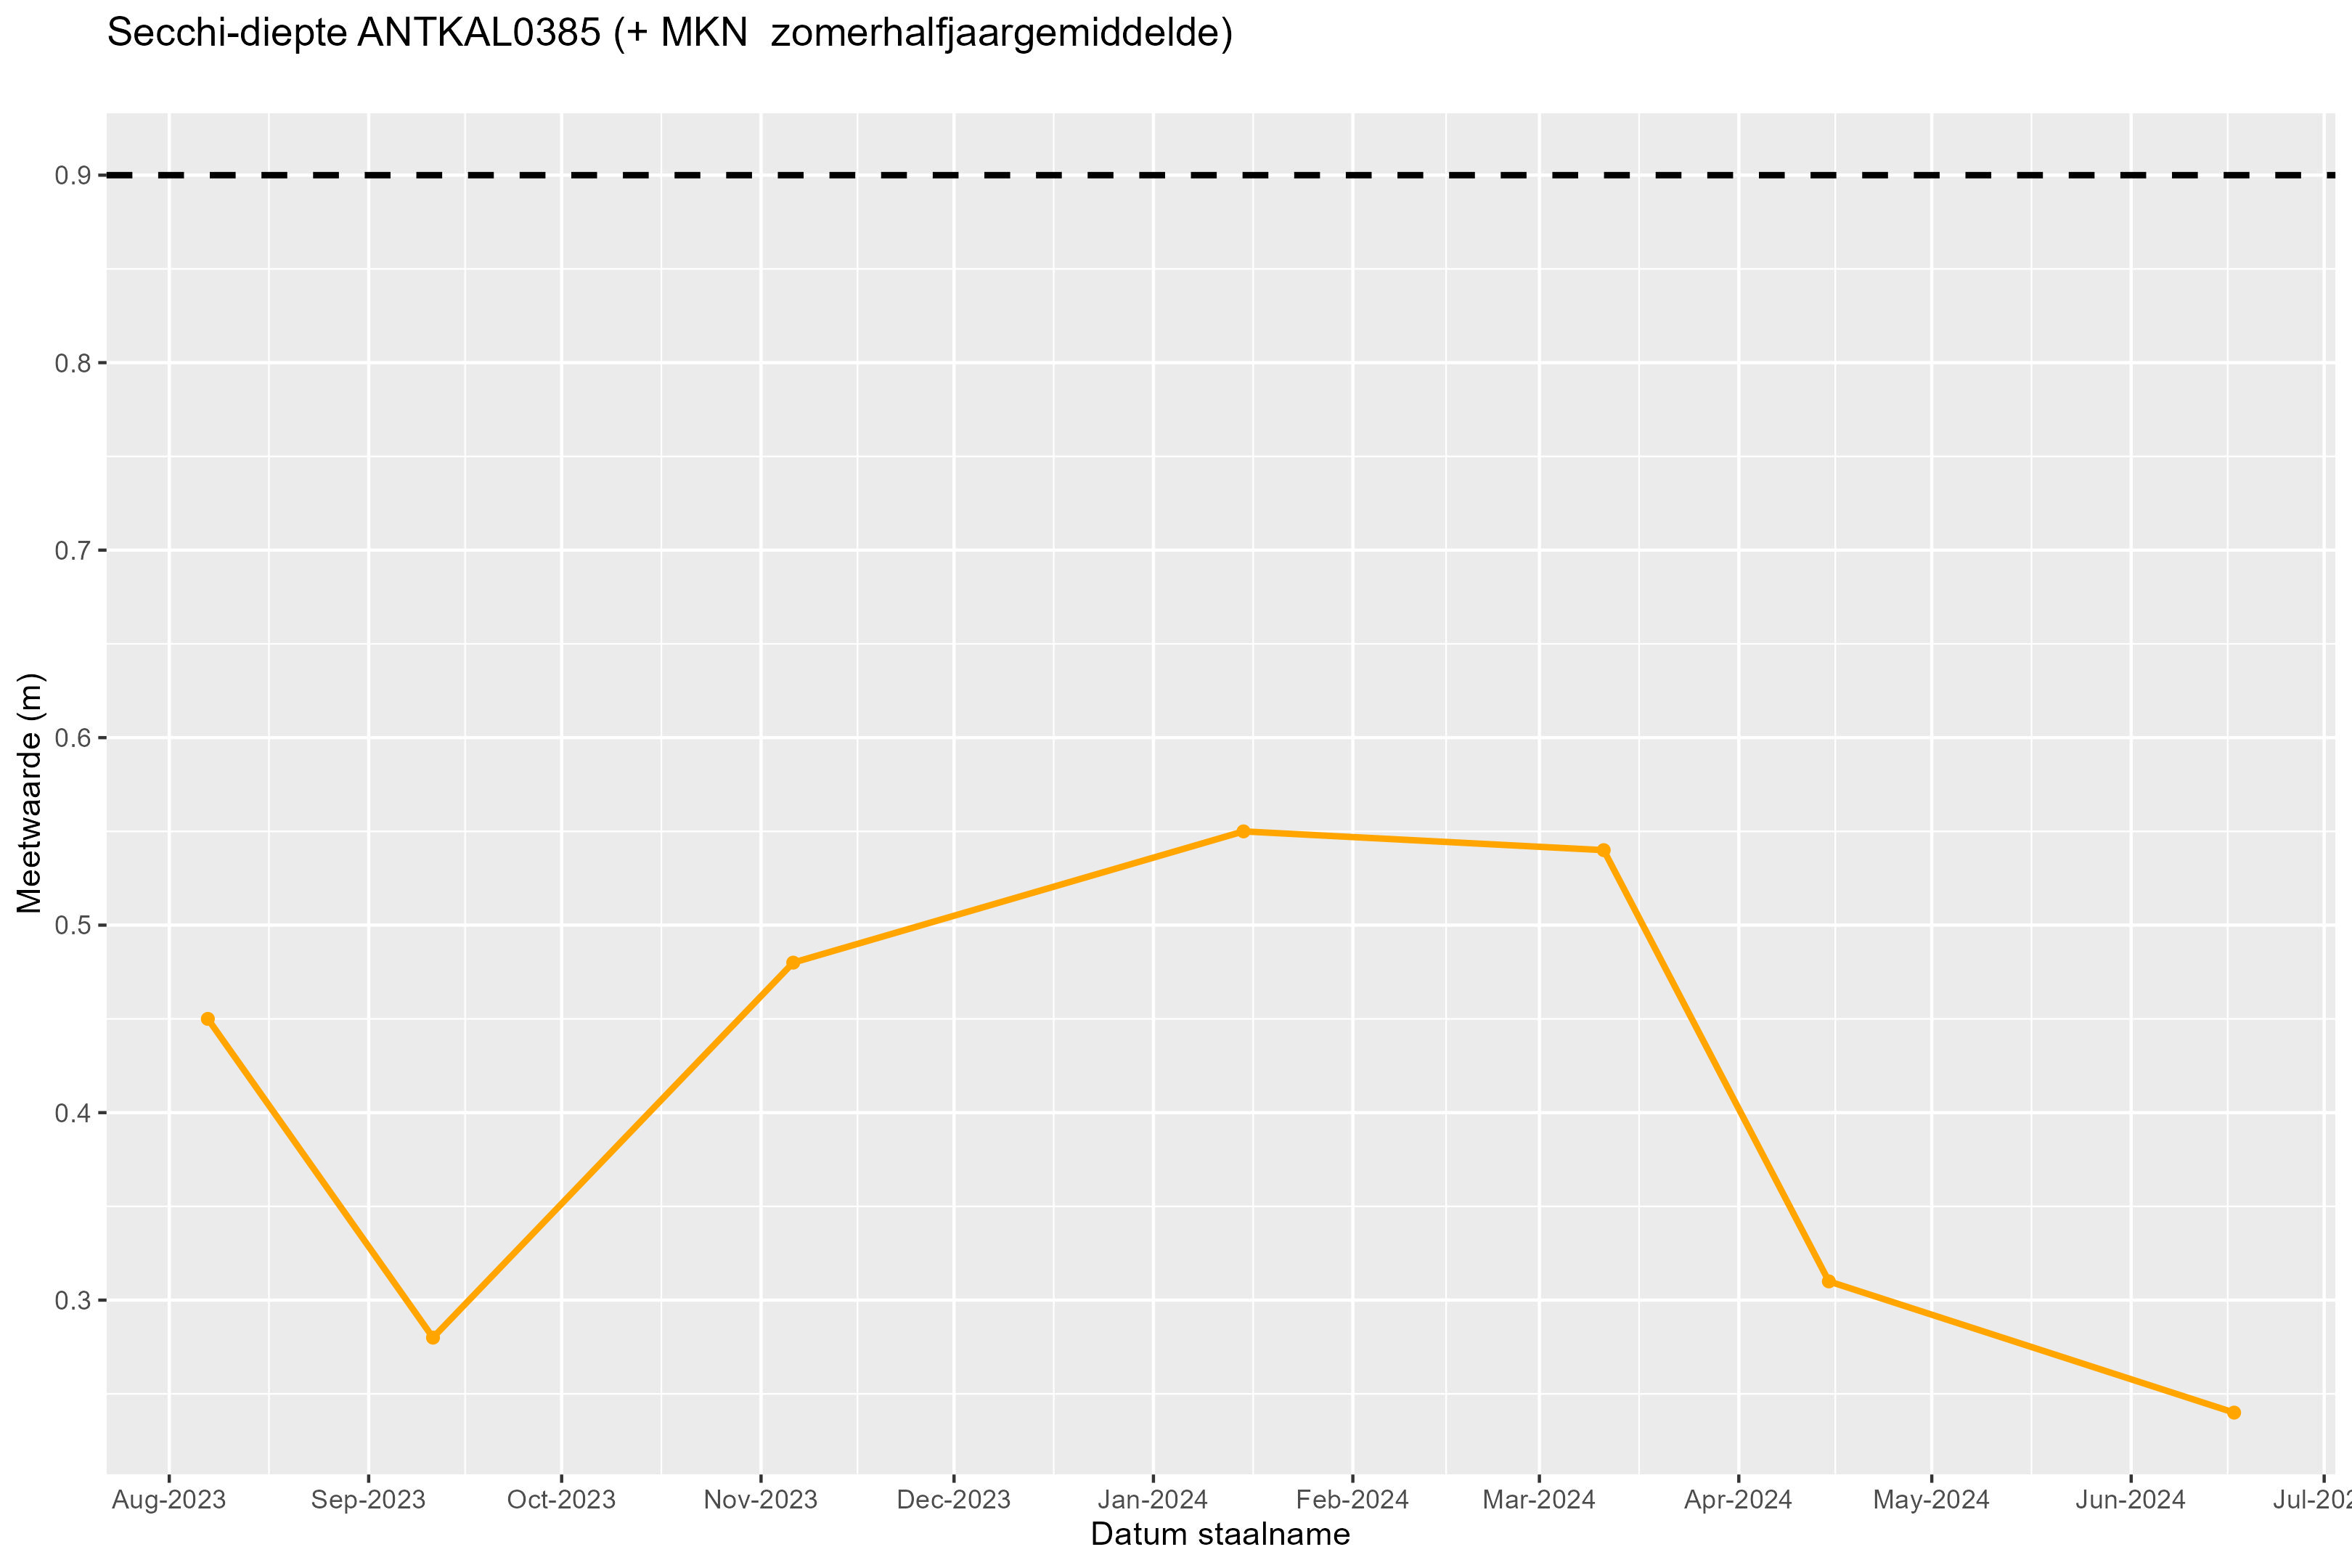 Secchi-diepte ANTKAL0385 (+ MKN  zomerhalfjaargemiddelde)
Meetwaarde (m)
0.9
0.8
0.7
0.6
0.5
0.4
0.3
Aug-2023 Sep-2023 Oct-2023 Nov-2023 Dec-2023 Jan-2024 Feb-2024 Mar-2024 Apr-2024 May-2024 Jun-2024 Jul-202
Datum staalname